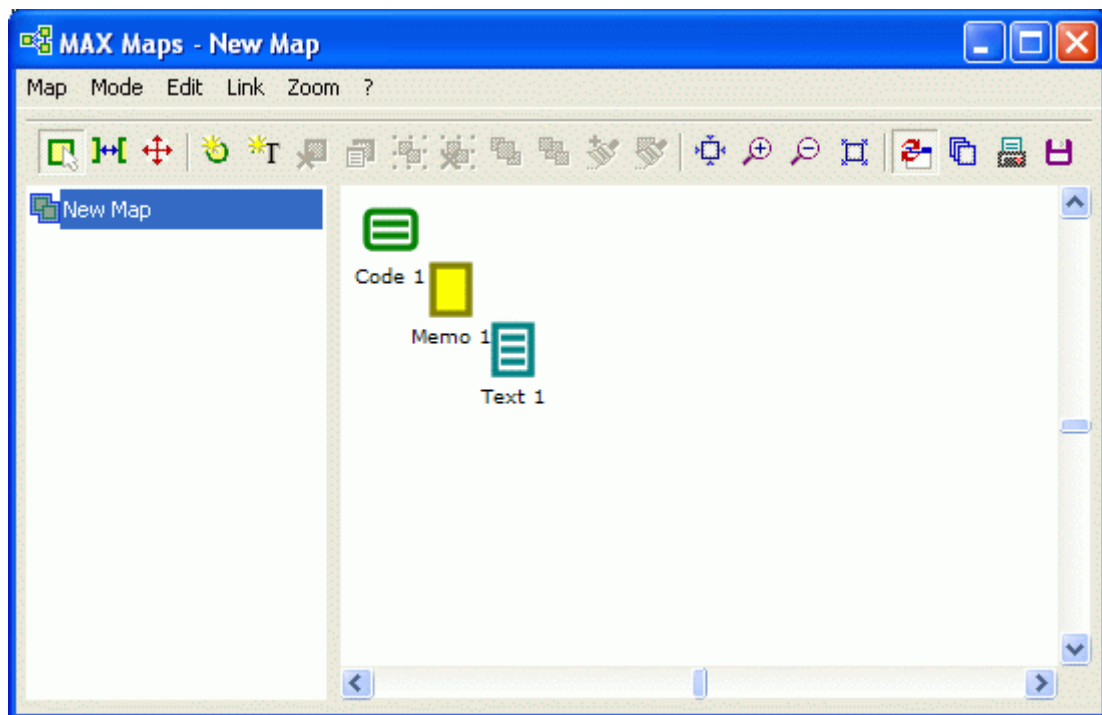 MAX Maps - New Map
Map Mode Edit Link Zoom ?
T
New Map
Code 1
Memo 1
Text 1